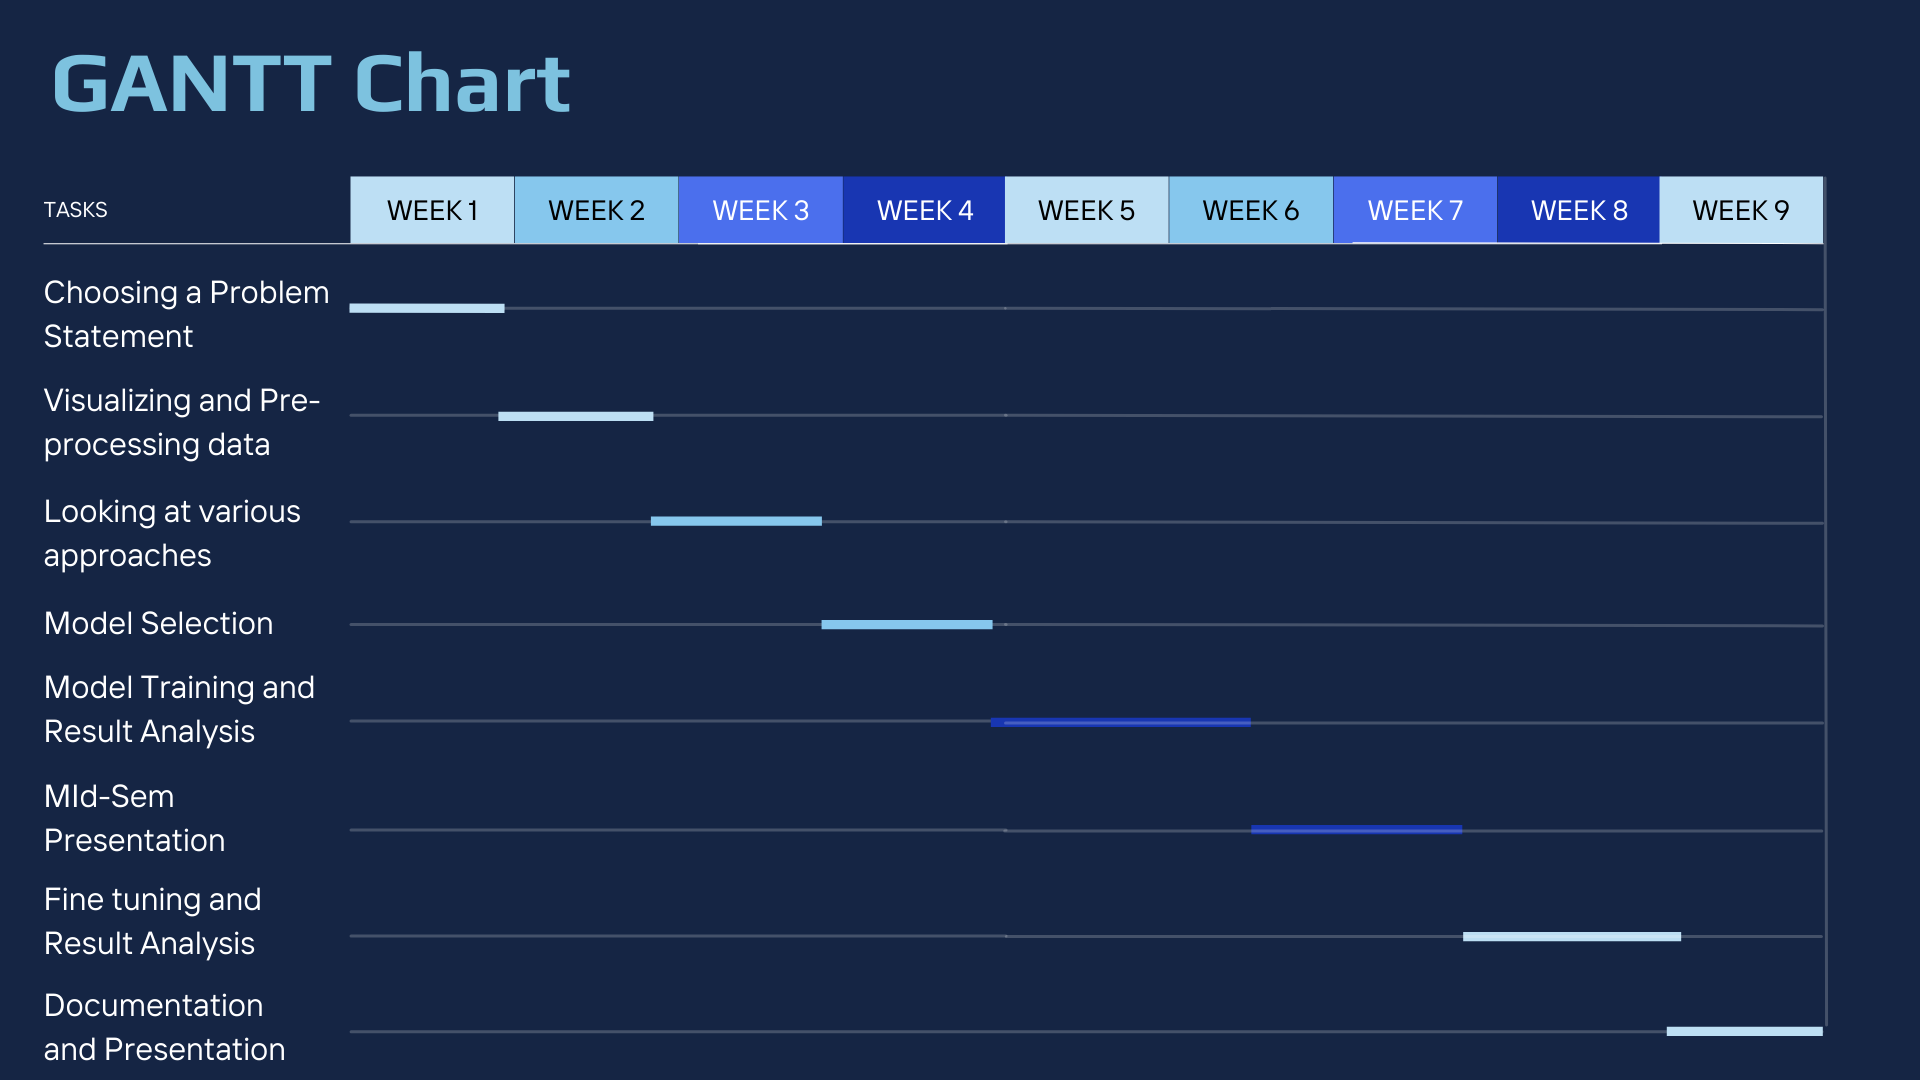 GANTT Chart
TASKS WEEK 1 WEEK 2 WEEK 3 WEEK 4 WEEK 5 WEEK 6 WEEK 7 WEEK 8 WEEK 9
Choosing a Problem
Statement
Visualizing and Pre-
processing data
Looking at various
approaches
Model Selection
Model Training and
Result Analysis
MId-Sem
Presentation
Fine tuning and
Result Analysis
Documentation
and Presentation